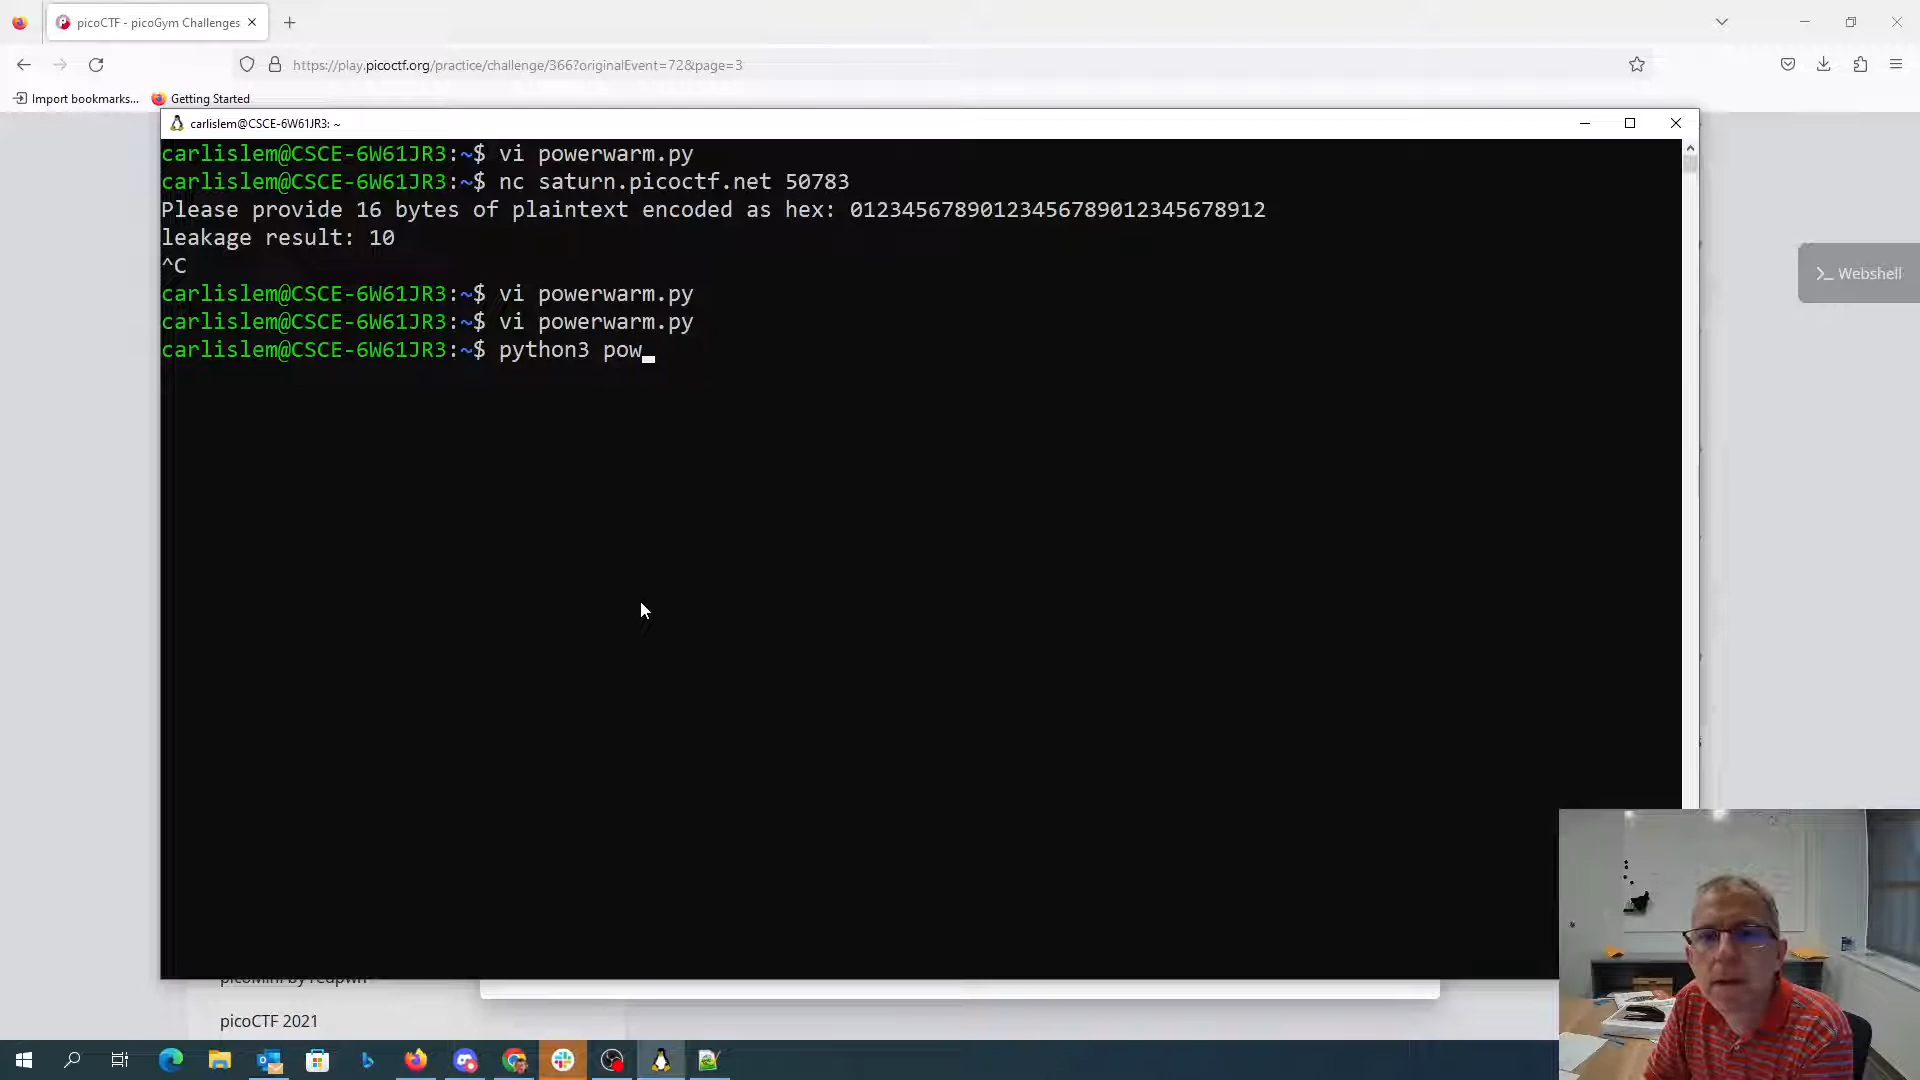 picoCTF - picoGym Challenges
https://play.picoctf.org/practice/challenge/366?originalEvent=72&page=3
Import bookmarks...
Getting Started
carlislem@CSCE-6W61JR3: ~
carlislem@CSCE-6W61JR3:~$ vi powerwarm.py
carlislem@CSCE-6W61JR3:~$ nc saturn.picoctf.net 50783
Please provide 16 bytes of plaintext encoded as hex: 01234567890123456789012345678912
leakage result: 10
^C
carlislem@CSCE-6W61JR3:~$ vi powerwarm.py
carlislem@CSCE-6W61JR3:~$ vi powerwarm.py
carlislem@CSCE-6W61JR3:~$ python3 pow
>_ Webshell
picoMini by redpwn
picoCTF 2021